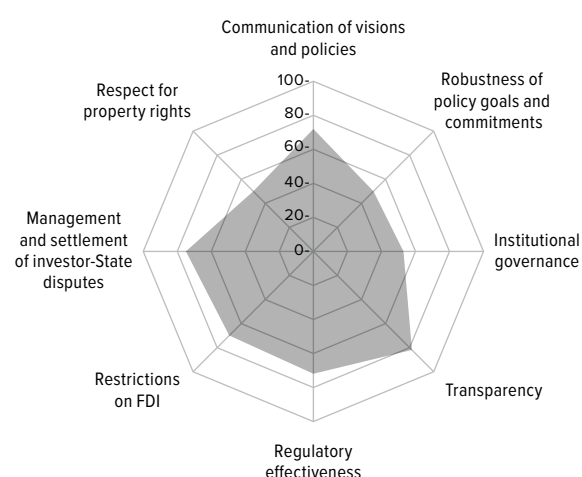 Communication of visions
and policies
Robustness of
policy goals and
commitments
Respect for
property rights
100-
80-
60-
40-
20-
0-
Management
and settlement
of investor-State
disputes
Institutional
governance
Restrictions
on FDI
Transparency
Regulatory
effectiveness